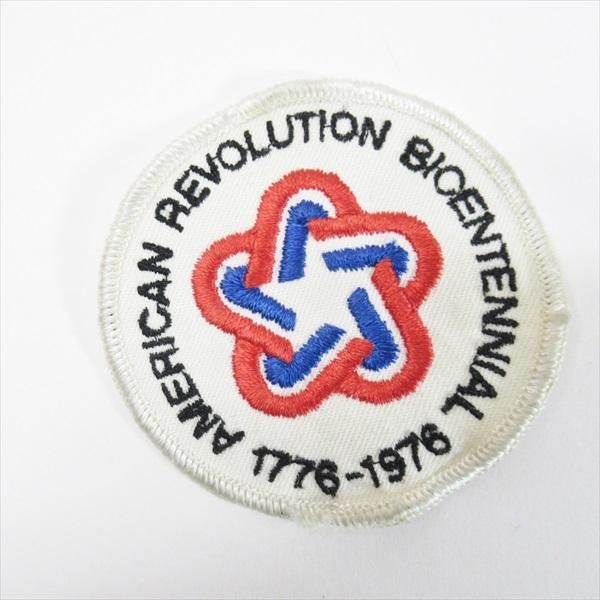 AMERICAN REVOLUTION BICENTENNIAL
1776-1976